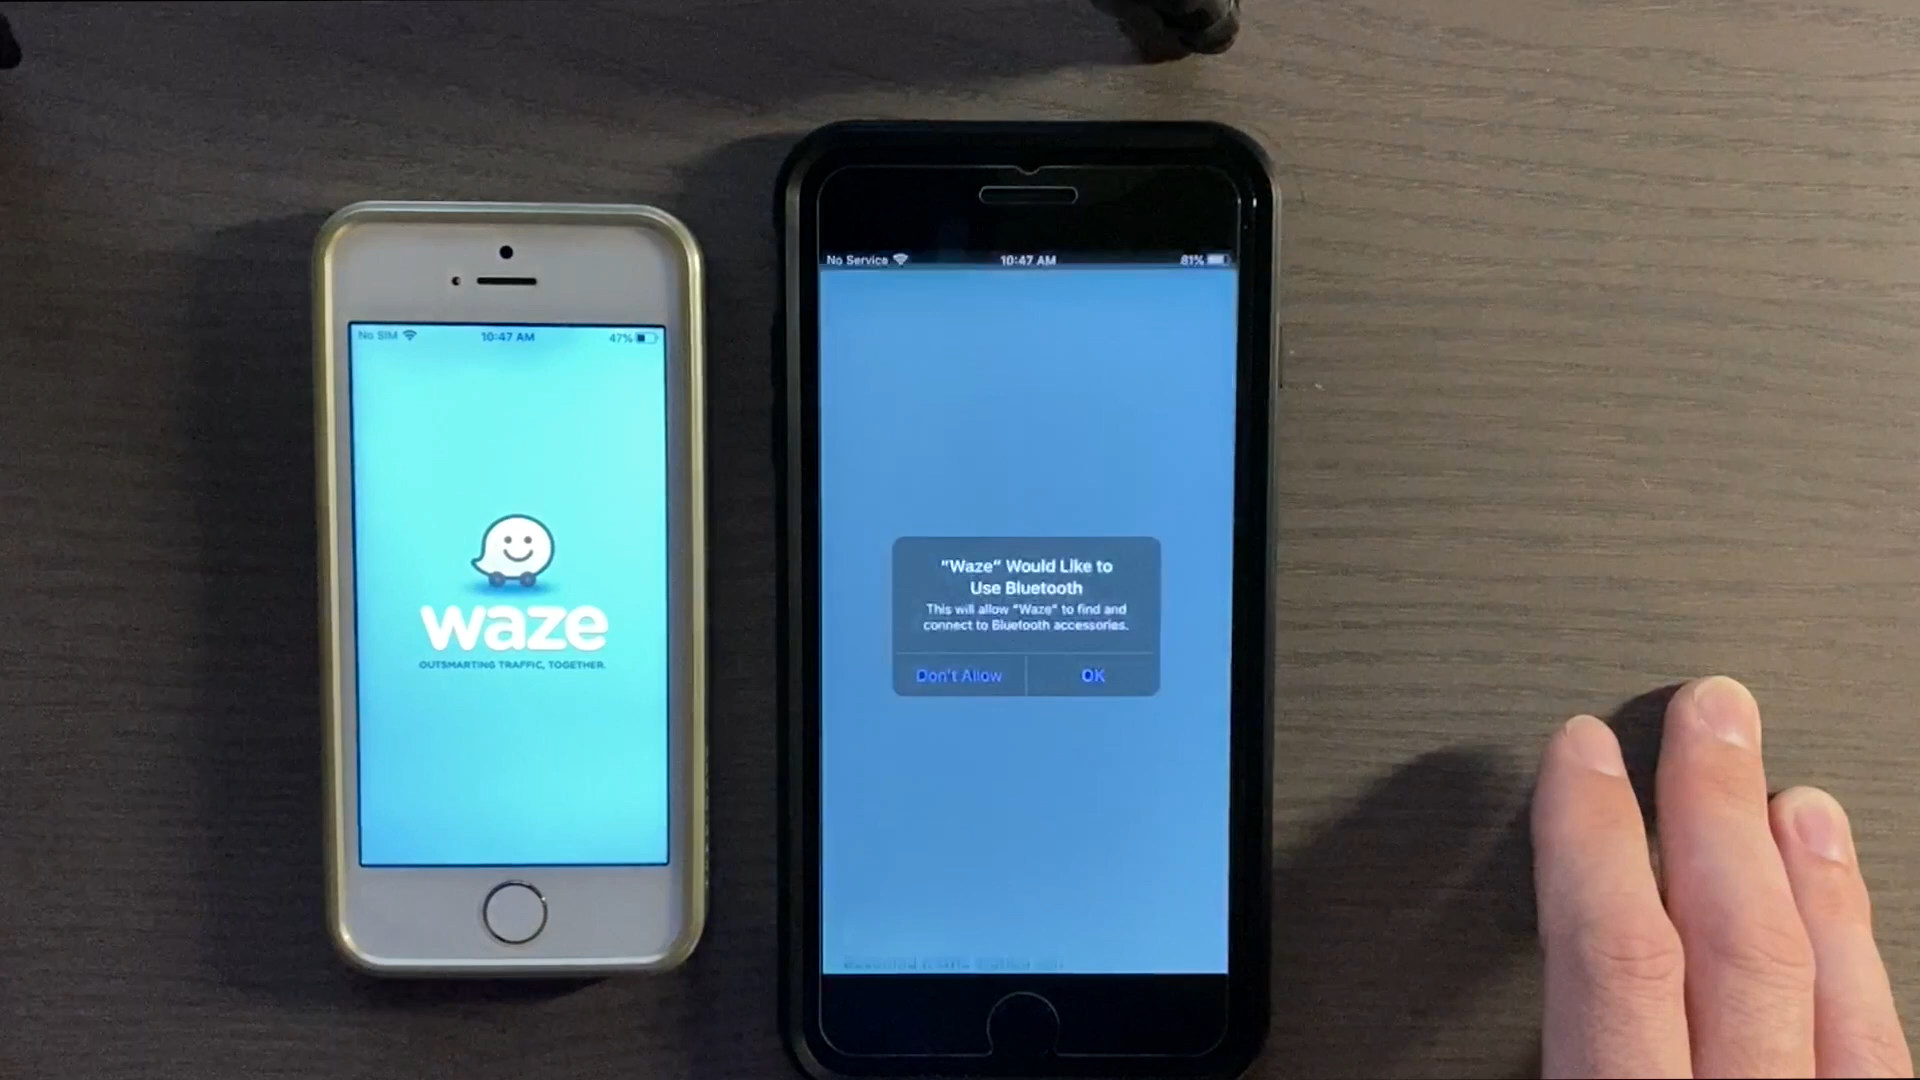 No SIM
10:47 AM
47%
waze
OUTSMARTING TRAFFIC, TOGETHER.
No Service
10:47 AM
81%
"Waze" Would Like to
Use Bluetooth
This will allow "Waze" to find and
connect to Bluetooth accessories.
Don't Allow
OK